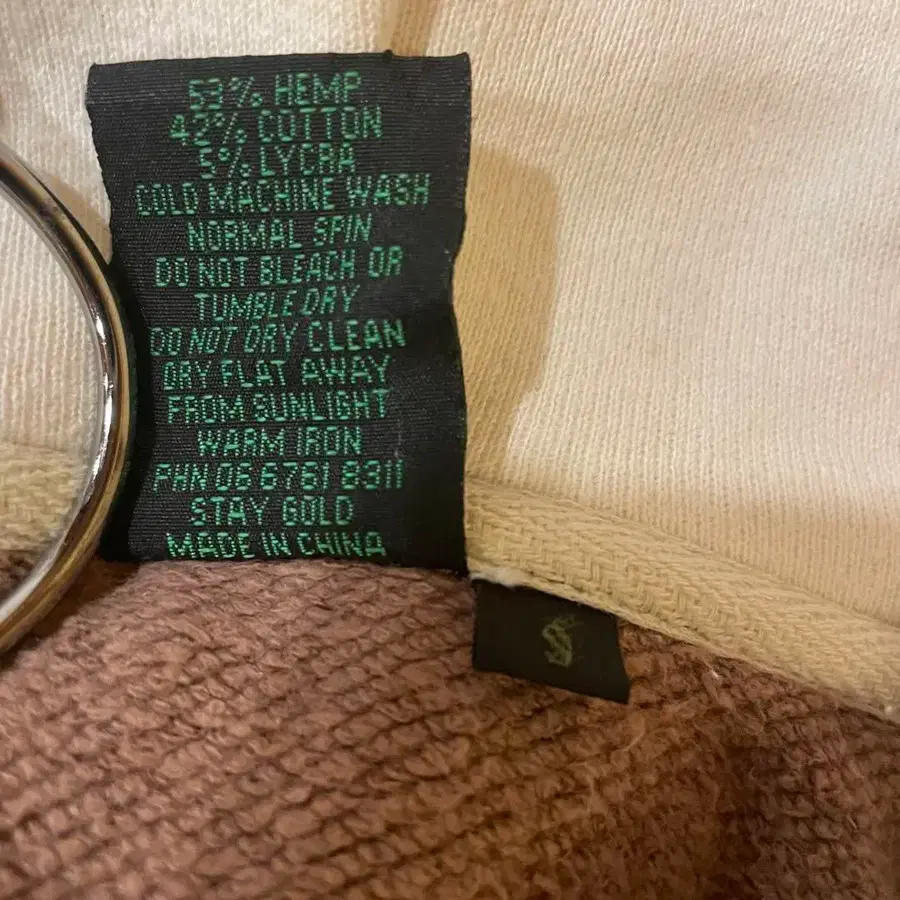 53% HEMP
42% COTTON
5% LYCRA
COLD MACHINE WASH
NORMAL SPIN
DO NOT BLEACH OR
TUMBLE DRY
DO NOT DRY CLEAN
DRY FLAT AWAY
FROM SUNLIGHT
WARM IRON
PHN 06 6761 8311
STAY GOLD
MADE IN CHINA
S